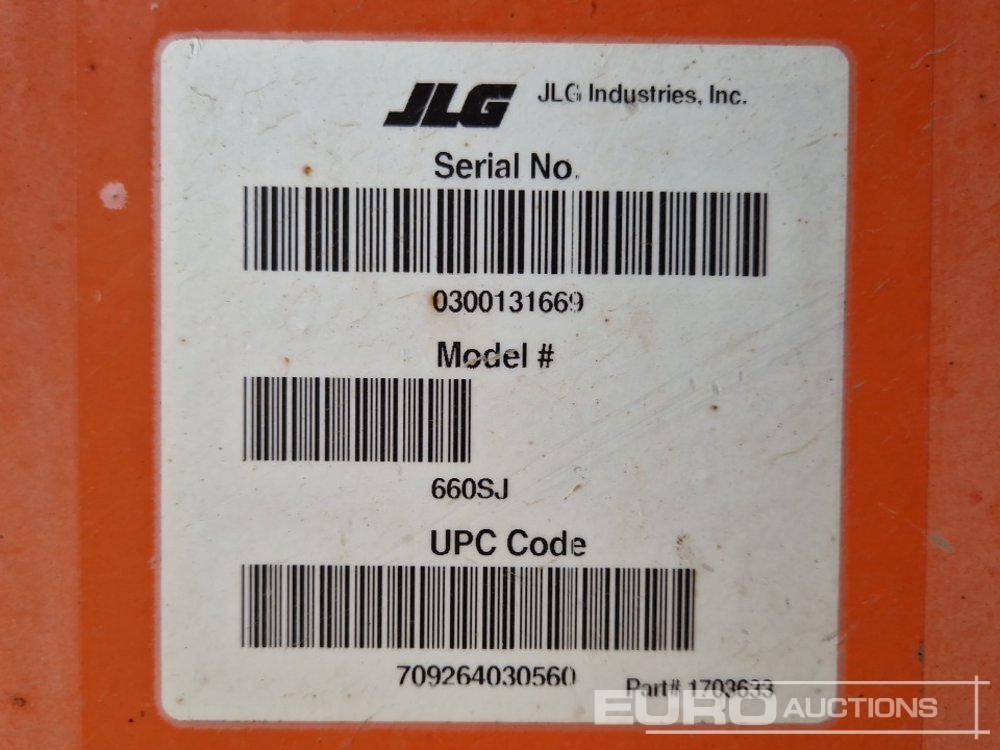 JLG JLG Industries, Inc.
Serial No.
0300131669
Model #
660SJ
UPC Code
709264030560 Part# 1703633
EURO AUCTIONS